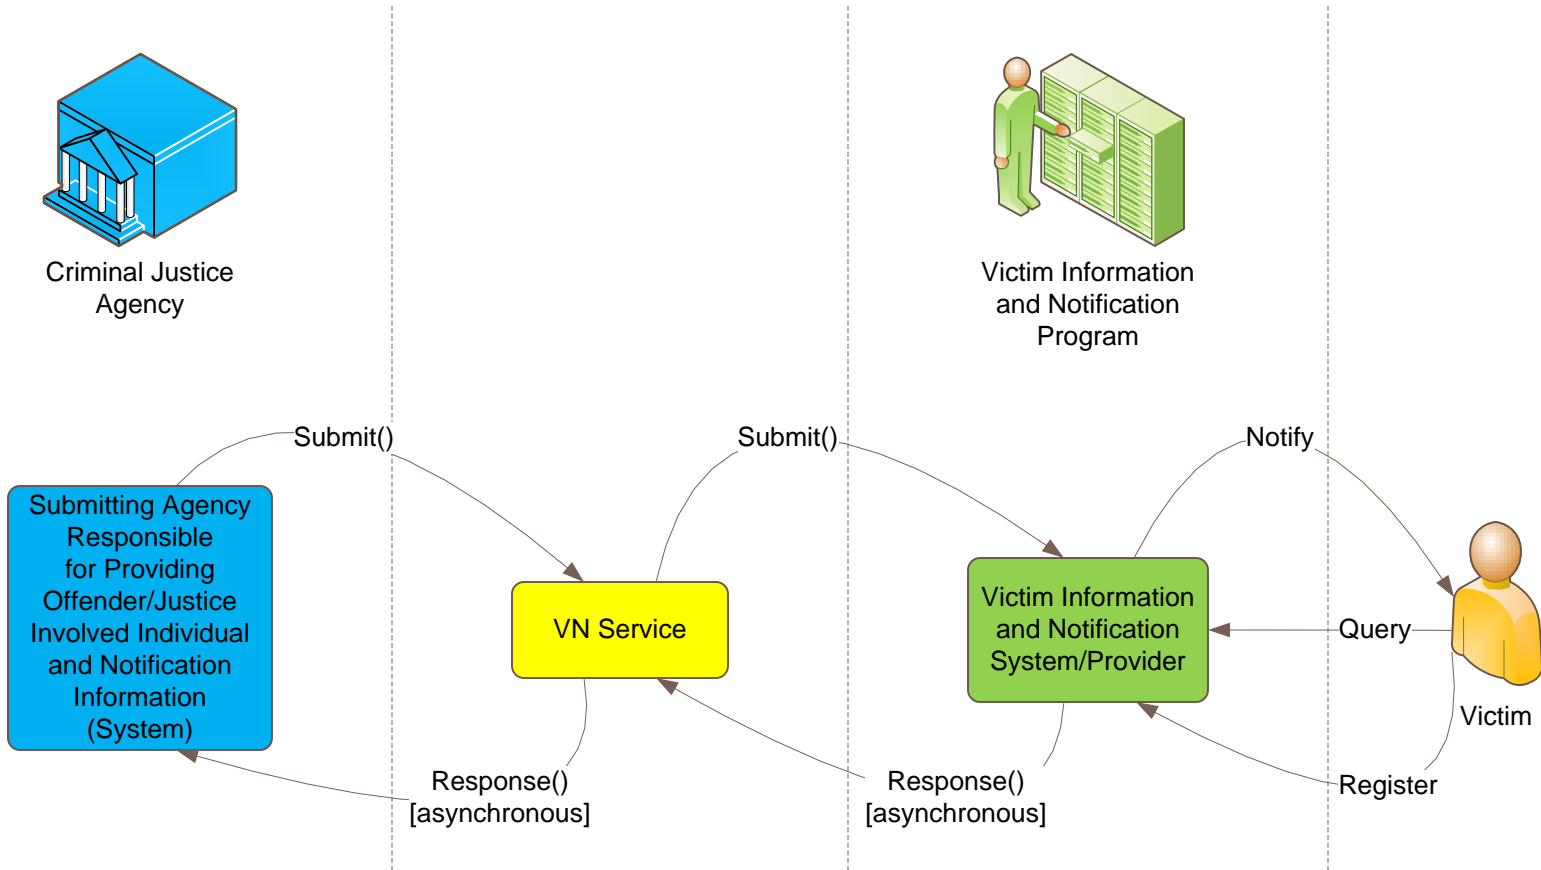 Criminal Justice
Agency
Victim Information
and Notification
Program
Submit()
Submit()
Notify
Submitting Agency
Responsible
for Providing
Offender/Justice
Involved Individual
and Notification
Information
(System)
VN Service
Victim Information
and Notification
System/Provider
Query
Victim
Response()
[asynchronous]
Response()
[asynchronous]
Register